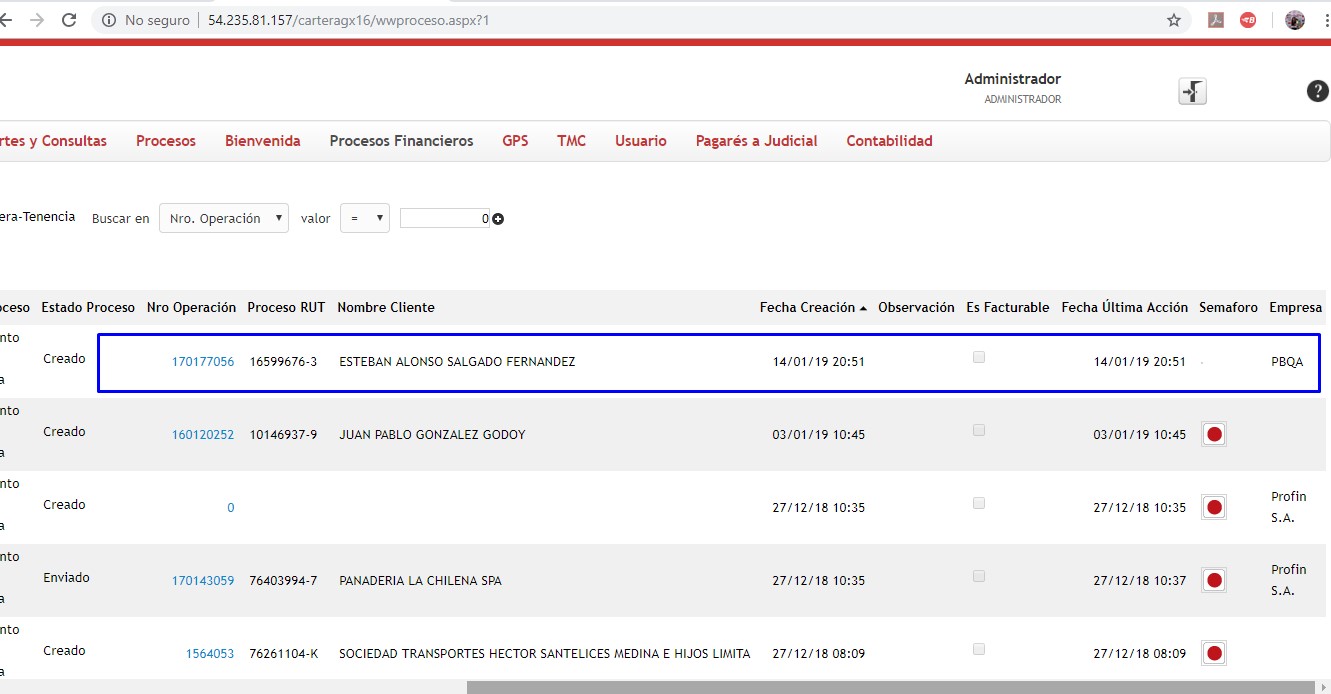 No seguro 54.235.81.157/carteragx16/wwproceso.aspx?1
Administrador
ADMINISTRADOR
rtes y Consultas Procesos Bienvenida Procesos Financieros GPS TMC Usuario Pagarés a Judicial Contabilidad
era-Tenencia Buscar en Nro. Operación valor = 0
oceso Estado Proceso Nro Operación Proceso RUT Nombre Cliente Fecha Creación Observación Es Facturable Fecha Última Acción Semaforo Empresa
nto
Creado 170177056 16599676-3 ESTEBAN ALONSO SALGADO FERNANDEZ 14/01/19 20:51 14/01/19 20:51 PBQA
a
nto
Creado 160120252 10146937-9 JUAN PABLO GONZALEZ GODOY 03/01/19 10:45 03/01/19 10:45
a
nto
Creado 0 27/12/18 10:35 27/12/18 10:35 Profin
S.A.
a
nto
Enviado 170143059 76403994-7 PANADERIA LA CHILENA SPA 27/12/18 10:35 27/12/18 10:37 Profin
S.A.
a
nto
Creado 1564053 76261104-K SOCIEDAD TRANSPORTES HECTOR SANTELICES MEDINA E HIJOS LIMITA 27/12/18 08:09 27/12/18 08:09
a